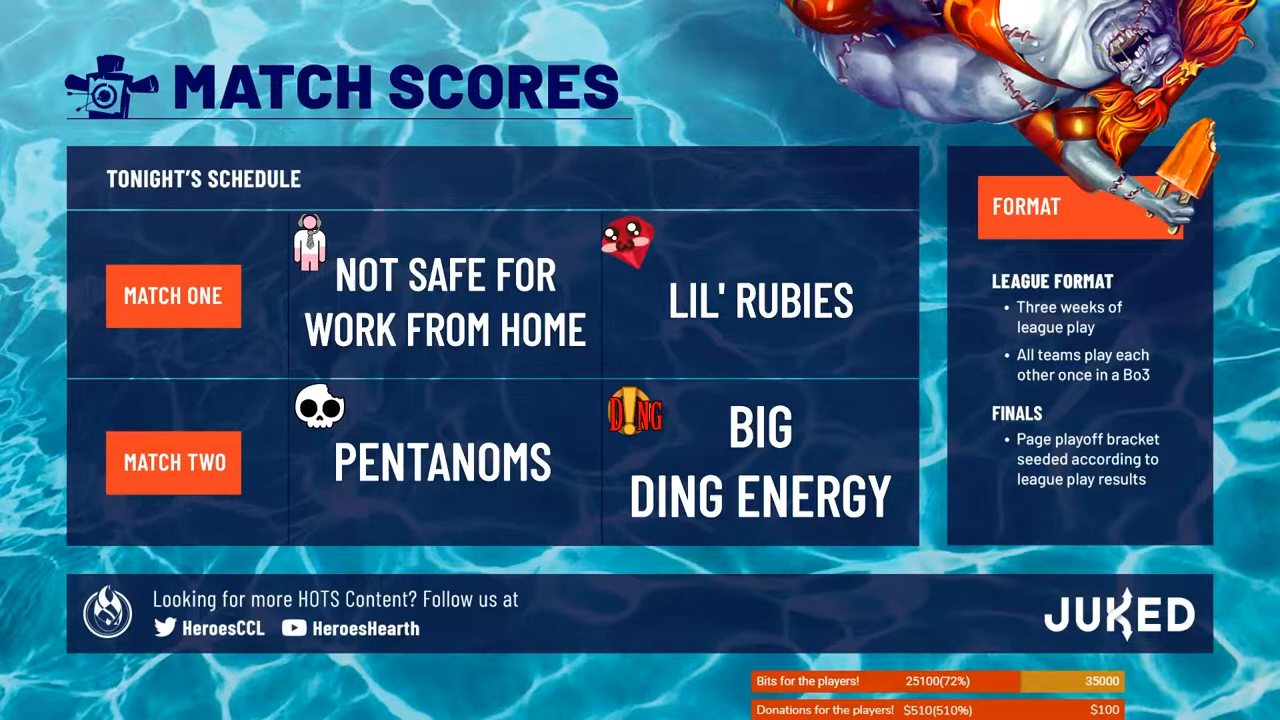 MATCH SCORES
TONIGHT'S SCHEDULE
MATCH ONE
NOT SAFE FOR
WORK FROM HOME
LIL' RUBIES
MATCH TWO
PENTANOMS
D!NG
BIG
DING ENERGY
FORMAT
LEAGUE FORMAT
• Three weeks of
league play
• All teams play each
other once in a Bo3
FINALS
• Page playoff bracket
seeded according to
league play results
Looking for more HOTS Content? Follow us at
HeroesCCL HeroesHearth
JUKED
Bits for the players! 25100(72%) 35000
Donations for the players! $510(510%) $100